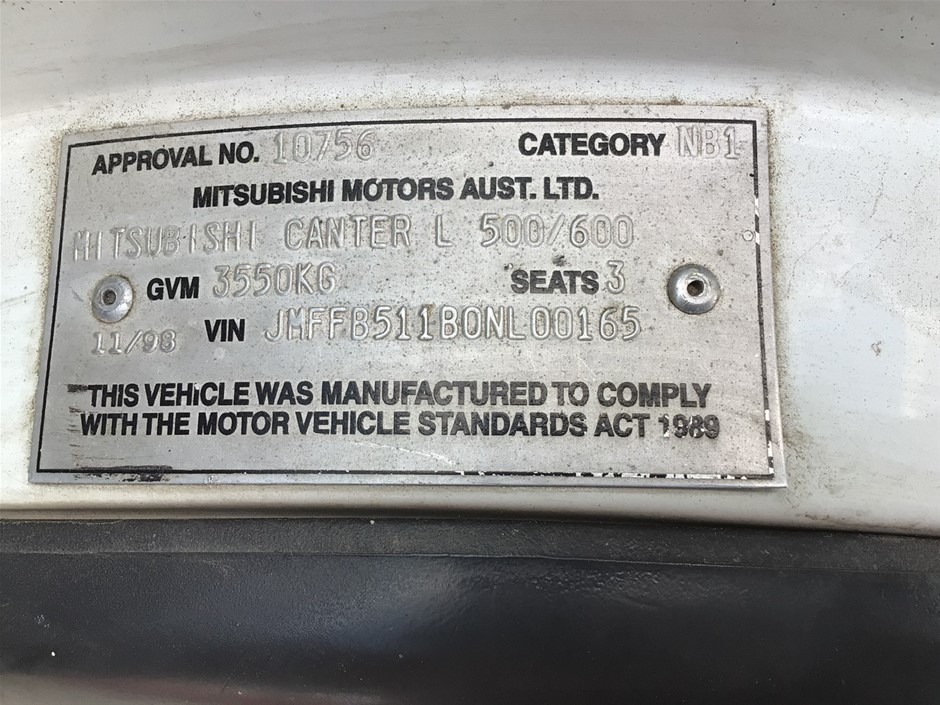 APPROVAL NO. 10756 CATEGORY NB1
MITSUBISHI MOTORS AUST. LTD.
MITSUBISHI CANTER L 500/600
GVM 3550KG SEATS 3
11/98 VIN JMFFB511B0NL00165
THIS VEHICLE WAS MANUFACTURED TO COMPLY
WITH THE MOTOR VEHICLE STANDARDS ACT 1989